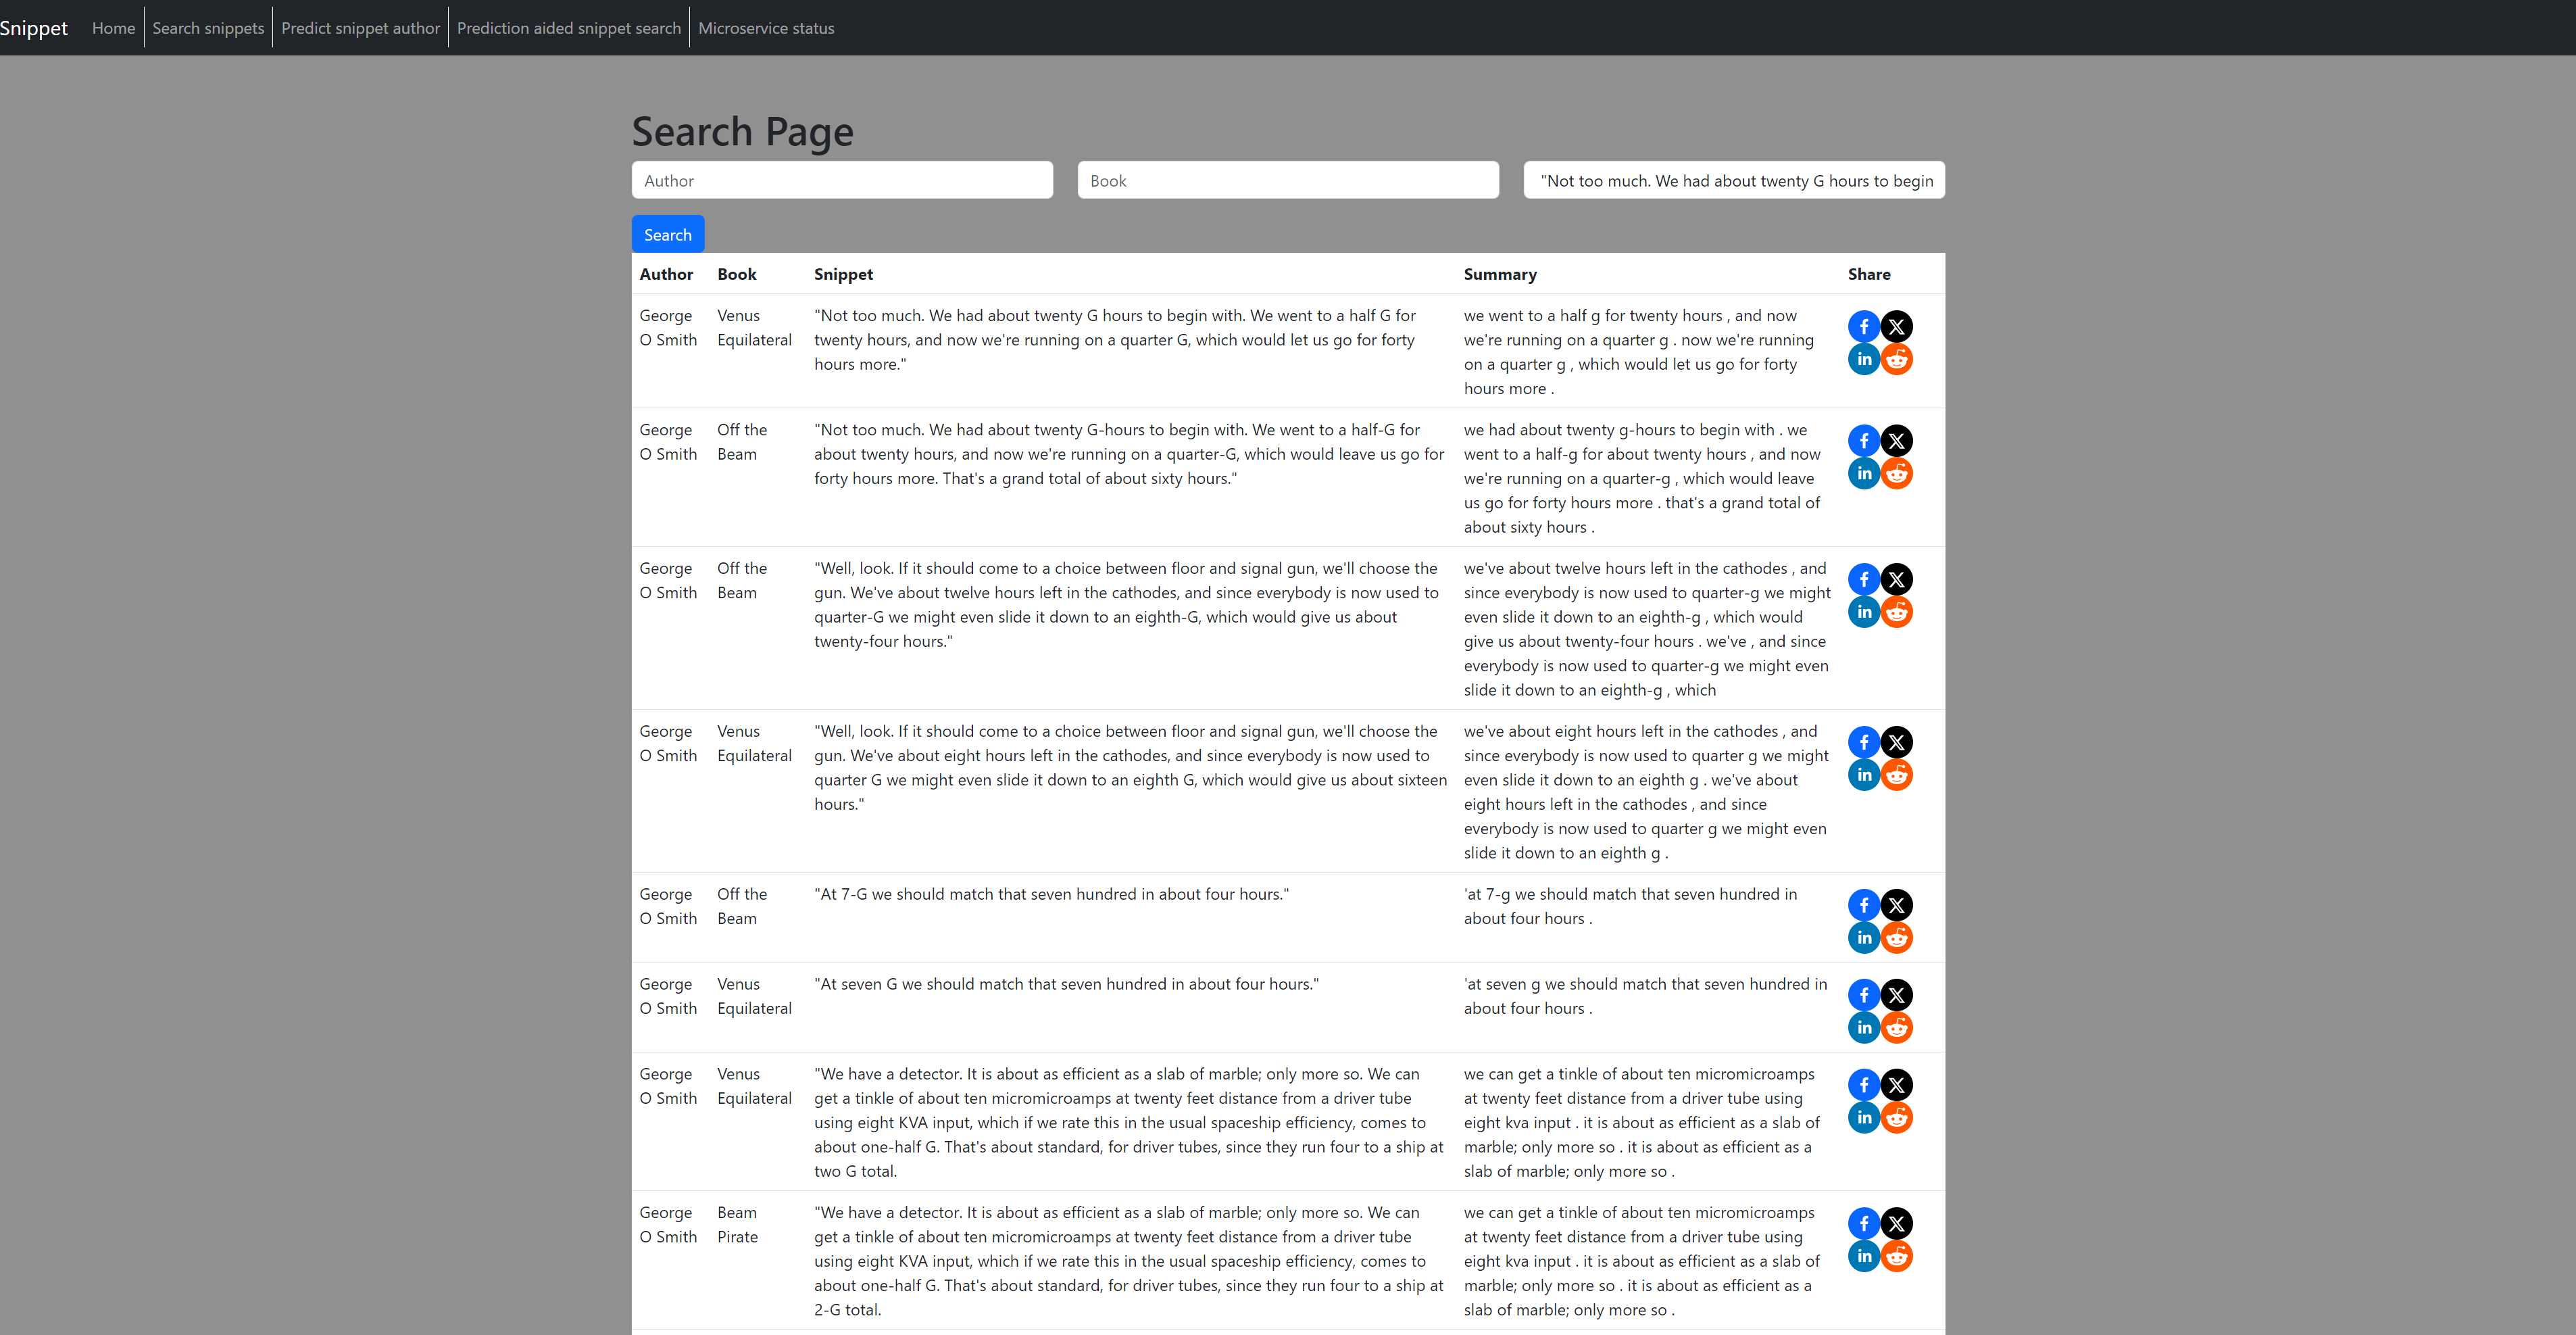 Snippet Home Search snippets Predict snippet author Prediction aided snippet search Microservice status
Search Page
Author Book "Not too much. We had about twenty G hours to begin
Search
Author Book Snippet Summary Share
George O Smith
Venus Equilateral
"Not too much. We had about twenty G hours to begin with. We went to a half G for
twenty hours, and now we're running on a quarter G, which would let us go for forty
hours more."
we went to a half g for twenty hours , and now
we're running on a quarter g . now we're running
on a quarter g , which would let us go for forty
hours more .
George O Smith
Off the Beam
"Not too much. We had about twenty G-hours to begin with. We went to a half-G for
about twenty hours, and now we're running on a quarter-G, which would leave us go for
forty hours more. That's a grand total of about sixty hours."
we had about twenty g-hours to begin with . we
went to a half-g for about twenty hours , and now
we're running on a quarter-g , which would leave
us go for forty hours more . that's a grand total of
about sixty hours .
George O Smith
Off the Beam
"Well, look. If it should come to a choice between floor and signal gun, we'll choose the
gun. We've about twelve hours left in the cathodes, and since everybody is now used to
quarter-G we might even slide it down to an eighth-G, which would give us about
twenty-four hours."
we've about twelve hours left in the cathodes , and
since everybody is now used to quarter-g we might
even slide it down to an eighth-g , which would
give us about twenty-four hours . we've , and since
everybody is now used to quarter-g we might even
slide it down to an eighth-g , which
George O Smith
Venus Equilateral
"Well, look. If it should come to a choice between floor and signal gun, we'll choose the
gun. We've about eight hours left in the cathodes, and since everybody is now used to
quarter G we might even slide it down to an eighth G, which would give us about sixteen
hours."
we've about eight hours left in the cathodes , and
since everybody is now used to quarter g we might
even slide it down to an eighth g . we've about
eight hours left in the cathodes , and since
everybody is now used to quarter g we might even
slide it down to an eighth g .
George O Smith
Off the Beam
"At 7-G we should match that seven hundred in about four hours."
'at 7-g we should match that seven hundred in
about four hours .
George O Smith
Venus Equilateral
"At seven G we should match that seven hundred in about four hours."
'at seven g we should match that seven hundred in
about four hours .
George O Smith
Venus Equilateral
"We have a detector. It is about as efficient as a slab of marble; only more so. We can
get a tinkle of about ten micromicroamps at twenty feet distance from a driver tube
using eight KVA input, which if we rate this in the usual spaceship efficiency, comes to
about one-half G. That's about standard, for driver tubes, since they run four to a ship at
two G total.
we can get a tinkle of about ten micromicroamps
at twenty feet distance from a driver tube using
eight kva input . it is about as efficient as a slab of
marble; only more so . it is about as efficient as a
slab of marble; only more so .
George O Smith
Beam Pirate
"We have a detector. It is about as efficient as a slab of marble; only more so. We can
get a tinkle of about ten micromicroamps at twenty feet distance from a driver tube
using eight KVA input, which if we rate this in the usual spaceship efficiency, comes to
about one-half G. That's about standard, for driver tubes, since they run four to a ship at
2-G total.
we can get a tinkle of about ten micromicroamps
at twenty feet distance from a driver tube using
eight kva input . it is about as efficient as a slab of
marble; only more so . it is about as efficient as a
slab of marble; only more so .